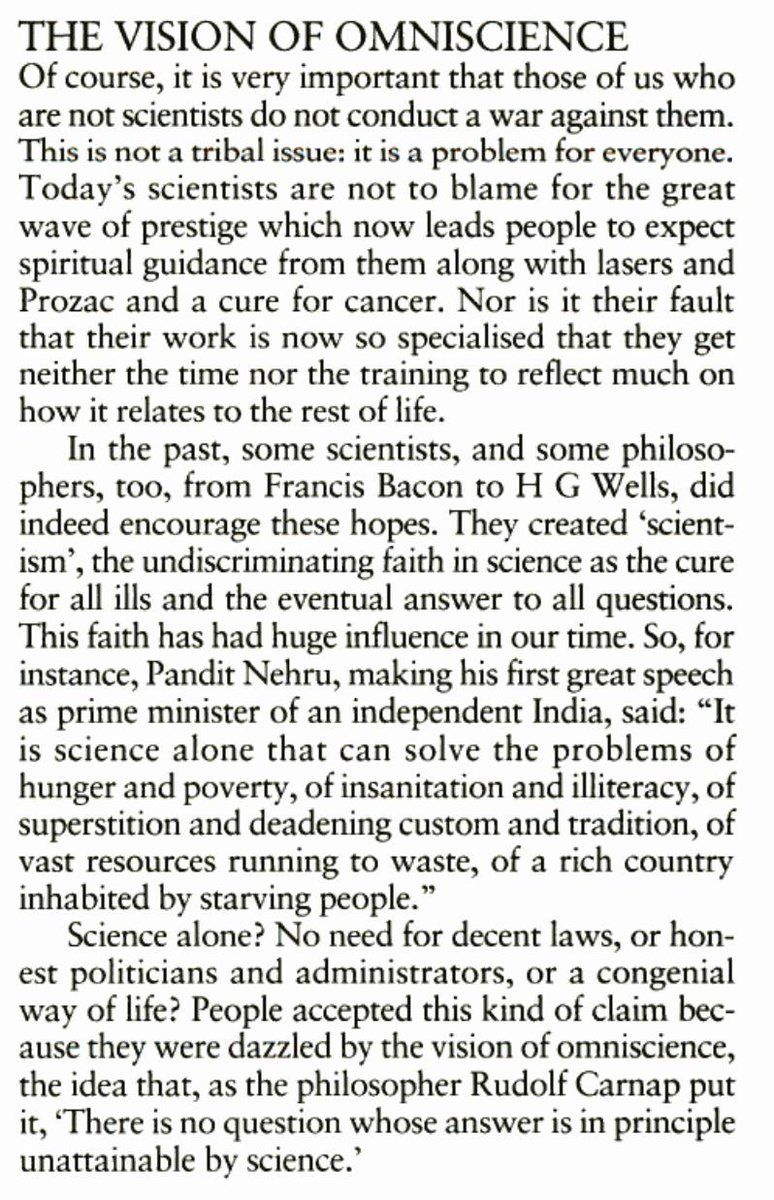 THE VISION OF OMNISCIENCE
Of course, it is very important that those of us who
are not scientists do not conduct a war against them.
This is not a tribal issue: it is a problem for everyone.
Today's scientists are not to blame for the great
wave of prestige which now leads people to expect
spiritual guidance from them along with lasers and
Prozac and a cure for cancer. Nor is it their fault
that their work is now so specialised that they get
neither the time nor the training to reflect much on
how it relates to the rest of life.
In the past, some scientists, and some philoso-
phers, too, from Francis Bacon to H G Wells, did
indeed encourage these hopes. They created ‘scient-
ism’, the undiscriminating faith in science as the cure
for all ills and the eventual answer to all questions.
This faith has had huge influence in our time. So, for
instance, Pandit Nehru, making his first great speech
as prime minister of an independent India, said: “It
is science alone that can solve the problems of
hunger and poverty, of insanitation and illiteracy, of
superstition and deadening custom and tradition, of
vast resources running to waste, of a rich country
inhabited by starving people.”
Science alone? No need for decent laws, or hon-
est politicians and administrators, or a congenial
way of life? People accepted this kind of claim bec-
ause they were dazzled by the vision of omniscience,
the idea that, as the philosopher Rudolf Carnap put
it, ‘There is no question whose answer is in principle
unattainable by science.’